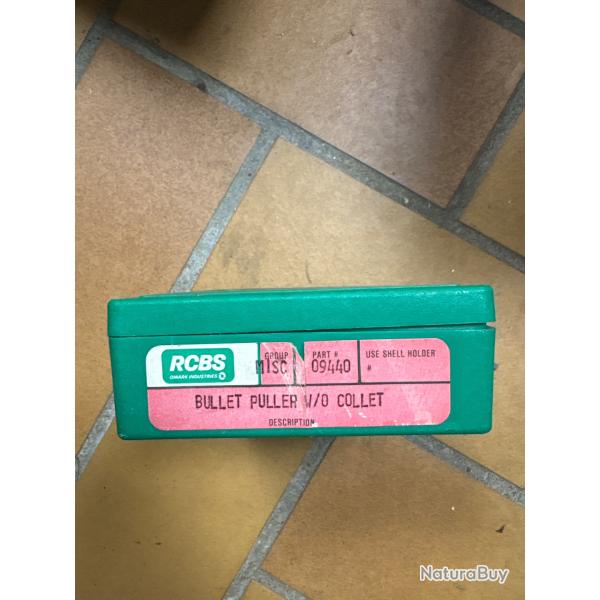 RCBS
OMARK INDUSTRIES
GROUP PART # USE SHELL HOLDER
MISC 09440 #
BULLET PULLER W/O COLLET
DESCRIPTION
NaturaBuy